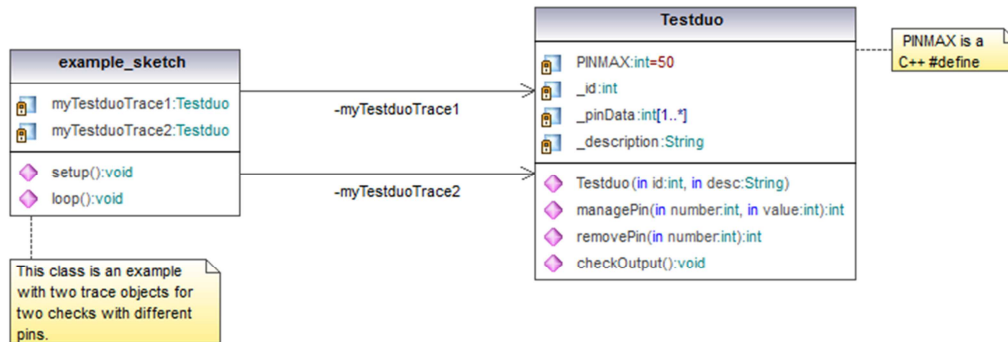 example_sketch
myTestduoTrace1:Testduo
myTestduoTrace2:Testduo
setup():void
loop():void
This class is an example
with two trace objects for
two checks with different
pins.
-myTestduoTrace1
-myTestduoTrace2
Testduo
PINMAX:int=50
_id:int
_pinData:int[1..*]
_description:String
Testduo(in id:int, in desc:String)
managePin(in number:int, in value:int):int
removePin(in number:int):int
checkOutput():void
PINMAX is a
C++ #define